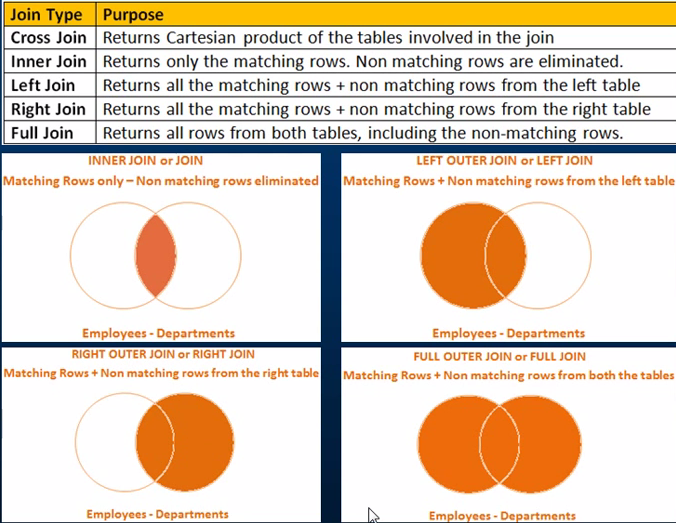 Join Type Purpose
Cross Join Returns Cartesian product of the tables involved in the join
Inner Join Returns only the matching rows. Non matching rows are eliminated.
Left Join Returns all the matching rows + non matching rows from the left table
Right Join Returns all the matching rows + non matching rows from the right table
Full Join Returns all rows from both tables, including the non-matching rows.
INNER JOIN or JOIN
Matching Rows only – Non matching rows eliminated
Employees - Departments
LEFT OUTER JOIN or LEFT JOIN
Matching Rows + Non matching rows from the left table
Employees - Departments
RIGHT OUTER JOIN or RIGHT JOIN
Matching Rows + Non matching rows from the right table
Employees - Departments
FULL OUTER JOIN or FULL JOIN
Matching Rows + Non matching rows from both the tables
Employees - Departments